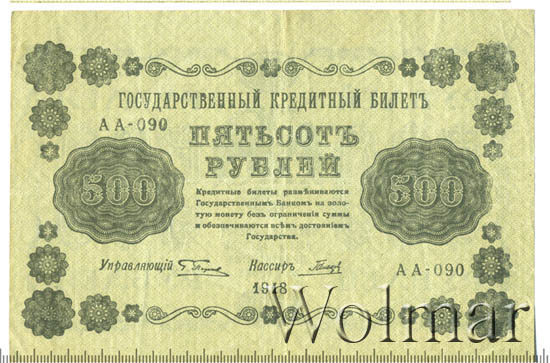 ГОСУДАРСТВЕННЫЙ КРЕДИТНЫЙ БИЛЕТЪ
АА-090
ПЯТЬСОТЪ
РУБЛЕЙ
500
500
Кредитные билеты размѣниваются
Государственнымъ Банкомъ на золо-
тую монету безъ ограниченія суммы
и обезпечиваются всѣмъ достояніемъ
Государства.
Управляющій
Кассиръ
АА-090
1918
Wolmar